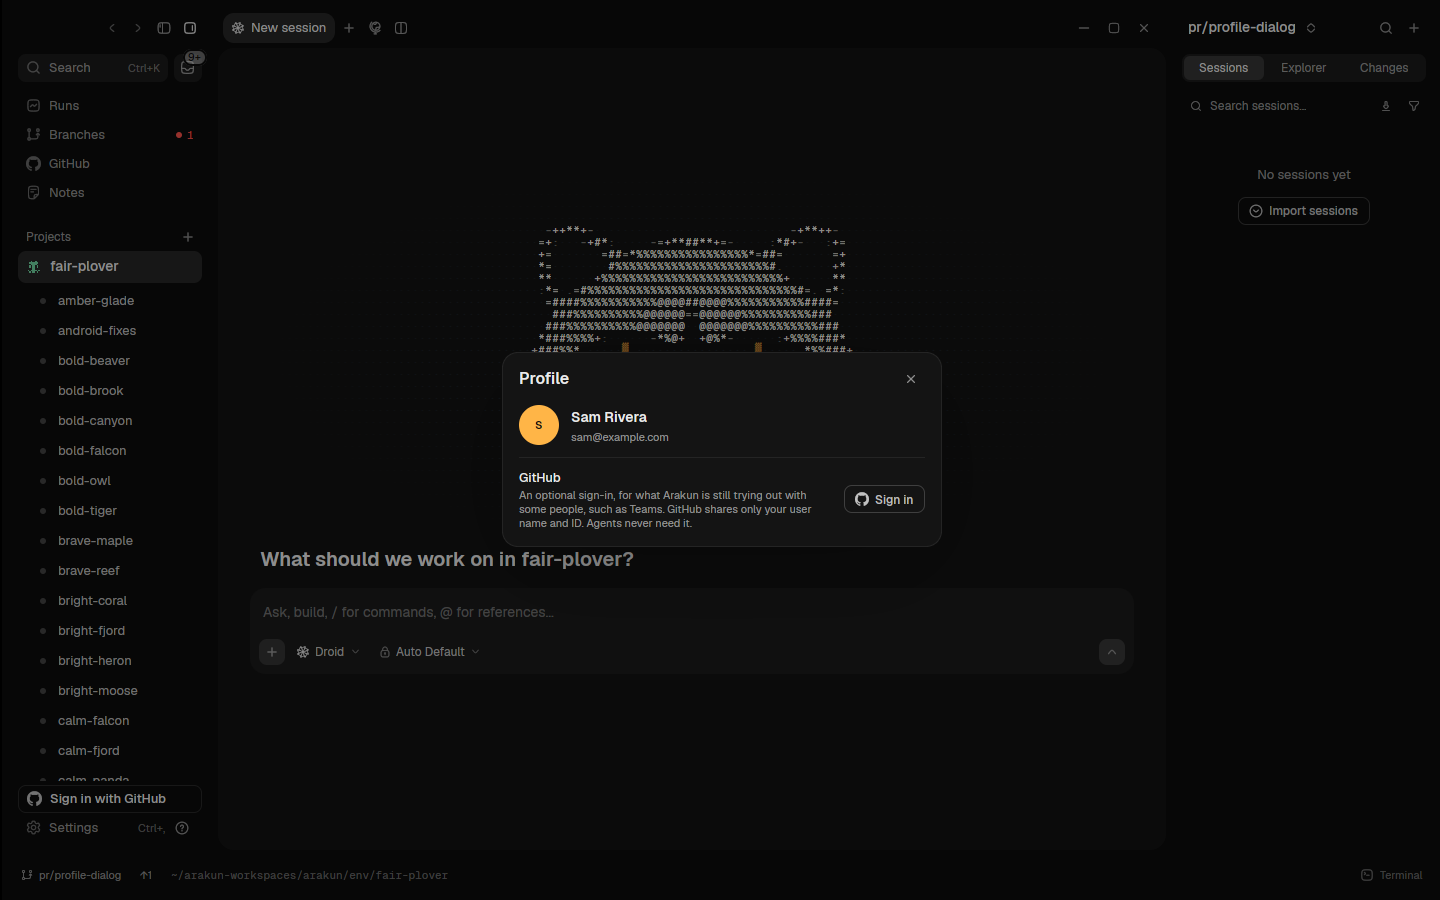 New session
pr/profile-dialog
Search Ctrl+K 9+
Sessions Explorer Changes
Search sessions...
Runs
Branches 1
GitHub
Notes
No sessions yet
Import sessions
Projects
fair-plover
amber-glade
android-fixes
bold-beaver
bold-brook
bold-canyon
bold-falcon
bold-owl
bold-tiger
brave-maple
brave-reef
bright-coral
bright-fjord
bright-heron
bright-moose
calm-falcon
calm-fjord
calm-panda
Profile
S
Sam Rivera
sam@example.com
GitHub
An optional sign-in, for what Arakun is still trying out with
some people, such as Teams. GitHub shares only your user
name and ID. Agents never need it.
Sign in
What should we work on in fair-plover?
Ask, build, / for commands, @ for references...
Droid Auto Default
Sign in with GitHub
Settings Ctrl+,
pr/profile-dialog ↑1 ~/arakun-workspaces/arakun/env/fair-plover
Terminal